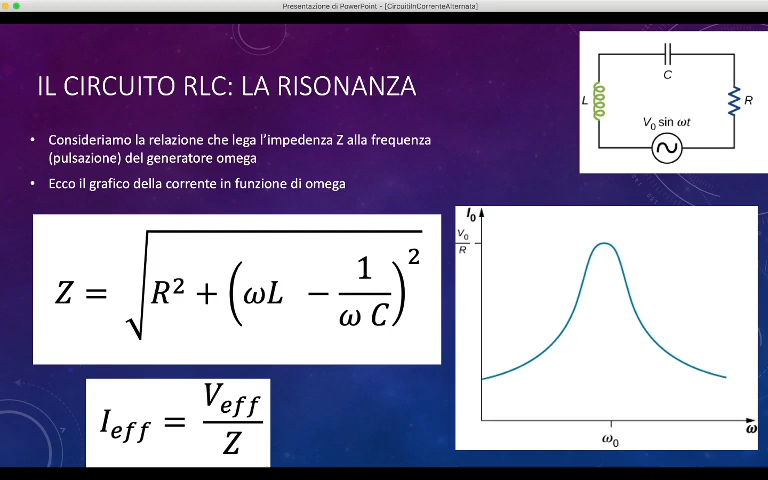 Presentazione di PowerPoint - [CircuitiInCorrenteAlternata]
IL CIRCUITO RLC: LA RISONANZA
• Consideriamo la relazione che lega l'impedenza Z alla frequenza
(pulsazione) del generatore omega
• Ecco il grafico della corrente in funzione di omega
Z = √(R² + (ωL − 1/(ω C))²)
I_eff = V_eff/Z
C
L
R
V₀ sin ωt
I₀
V₀/R
ω₀
ω